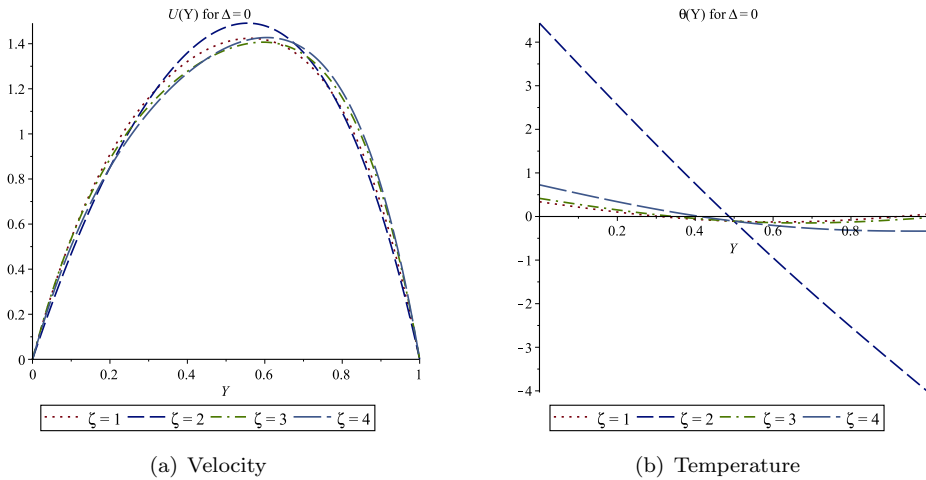 U(Y) for Δ = 0
1.4
1.2
1
0.8
0.6
0.4
0.2
0
0 0.2 0.4 0.6 0.8 1
Y
ζ = 1 ζ = 2 ζ = 3 ζ = 4
(a) Velocity
θ(Y) for Δ = 0
4
3
2
1
0
0.2 0.4 0.6 0.8
Y
−1
−2
−3
−4
ζ = 1 ζ = 2 ζ = 3 ζ = 4
(b) Temperature